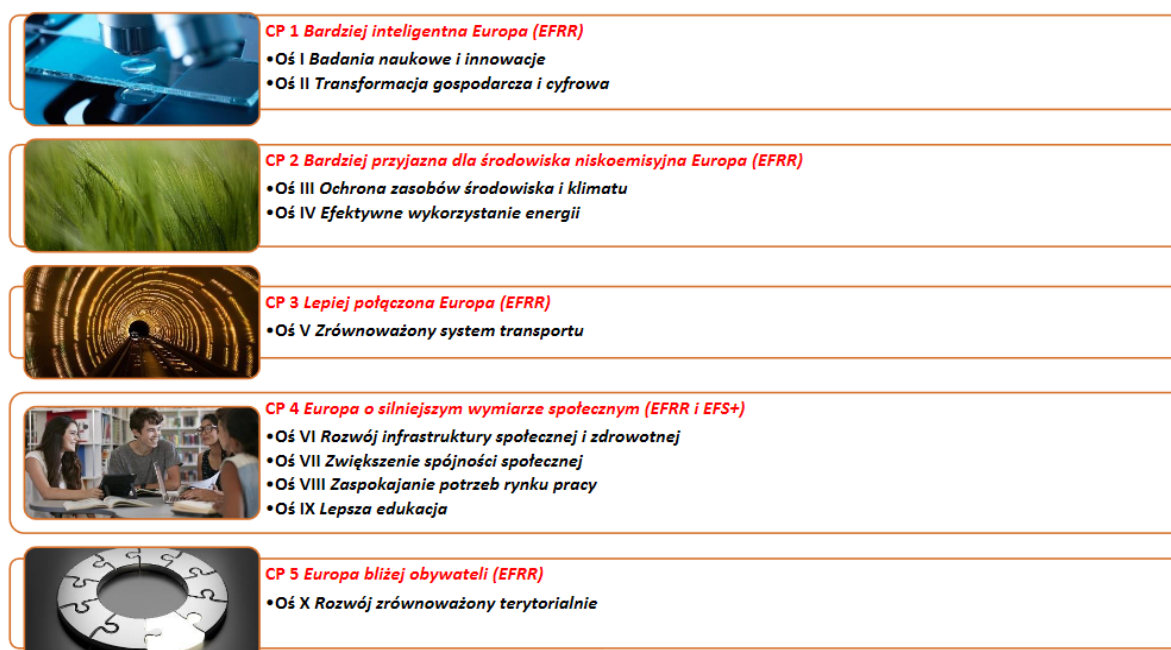 CP 1 Bardziej inteligentna Europa (EFRR)
•Oś I Badania naukowe i innowacje
•Oś II Transformacja gospodarcza i cyfrowa
CP 2 Bardziej przyjazna dla środowiska niskoemisyjna Europa (EFRR)
•Oś III Ochrona zasobów środowiska i klimatu
•Oś IV Efektywne wykorzystanie energii
CP 3 Lepiej połączona Europa (EFRR)
•Oś V Zrównoważony system transportu
CP 4 Europa o silniejszym wymiarze społecznym (EFRR i EFS+)
•Oś VI Rozwój infrastruktury społecznej i zdrowotnej
•Oś VII Zwiększenie spójności społecznej
•Oś VIII Zaspokajanie potrzeb rynku pracy
•Oś IX Lepsza edukacja
CP 5 Europa bliżej obywateli (EFRR)
•Oś X Rozwój zrównoważony terytorialnie